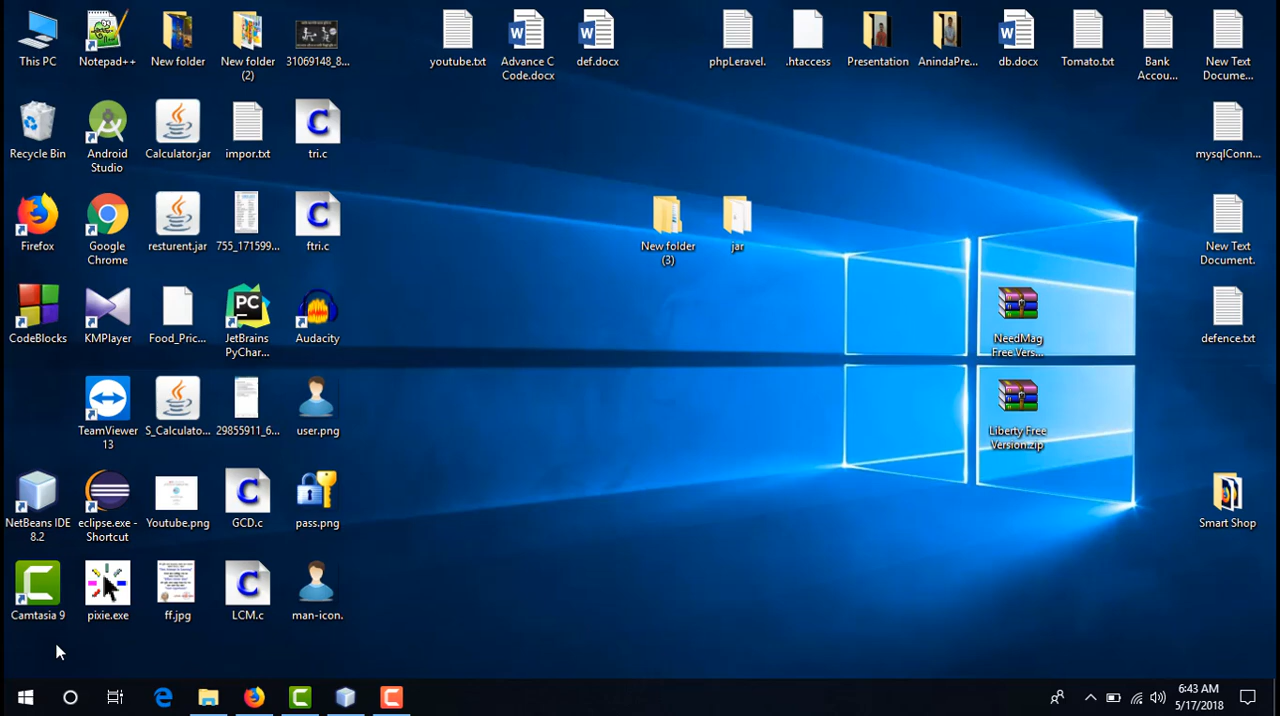 This PC
Notepad++
New folder
New folder
(2)
31069148_8...
youtube.txt
Advance C
Code.docx
def.docx
phpLeravel.
.htaccess
Presentation
AnindaPre...
db.docx
Tomato.txt
Bank
Accou...
New Text
Docume...
Recycle Bin
Android
Studio
Calculator.jar
impor.txt
tri.c
mysqlConn...
Firefox
Google
Chrome
resturent.jar
755_171599...
ftri.c
New folder
(3)
jar
New Text
Document.
CodeBlocks
KMPlayer
Food_Pric...
JetBrains
PyChar...
Audacity
NeedMag
Free Vers...
defence.txt
TeamViewer
13
S_Calculato...
29855911_6...
user.png
Liberty Free
Version.zip
NetBeans IDE
8.2
eclipse.exe -
Shortcut
Youtube.png
GCD.c
pass.png
Smart Shop
Camtasia 9
pixie.exe
ff.jpg
LCM.c
man-icon.
6:43 AM
5/17/2018